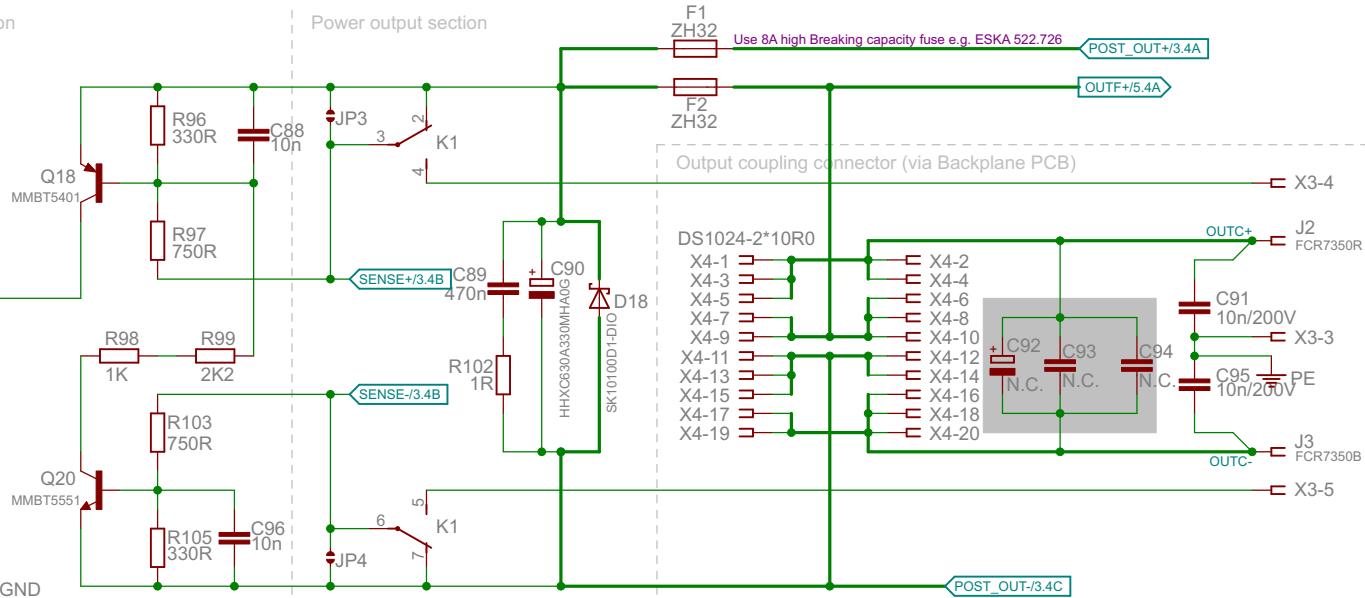 on
Power output section
F1
ZH32
Use 8A high Breaking capacity fuse e.g. ESKA 522.726
POST_OUT+/3.4A
OUTF+/5.4A
F2
ZH32
R96
330R
C88
10n
JP3
2
3
K1
4
Q18
MMBT5401
R97
750R
SENSE+/3.4B
Output coupling connector (via Backplane PCB)
X3-4
J2
FCR7350R
OUTC+
DS1024-2*10R0
X4-1
X4-2
X4-3
X4-4
X4-5
X4-6
X4-7
X4-8
X4-9
X4-10
X4-11
X4-12
X4-13
X4-14
X4-15
X4-16
X4-17
X4-18
X4-19
X4-20
C89
470n
+
C90
HHXC630A330MHA0G
D18
SK10100D1-DIO
R102
1R
+
C92
N.C.
C93
N.C.
C94
N.C.
C91
10n/200V
X3-3
PE
C95
10n/200V
R98
1K
R99
2K2
SENSE-/3.4B
R103
750R
J3
FCR7350B
OUTC-
Q20
MMBT5551
R105
330R
C96
10n
5
6
K1
7
X3-5
JP4
GND
POST_OUT-/3.4C